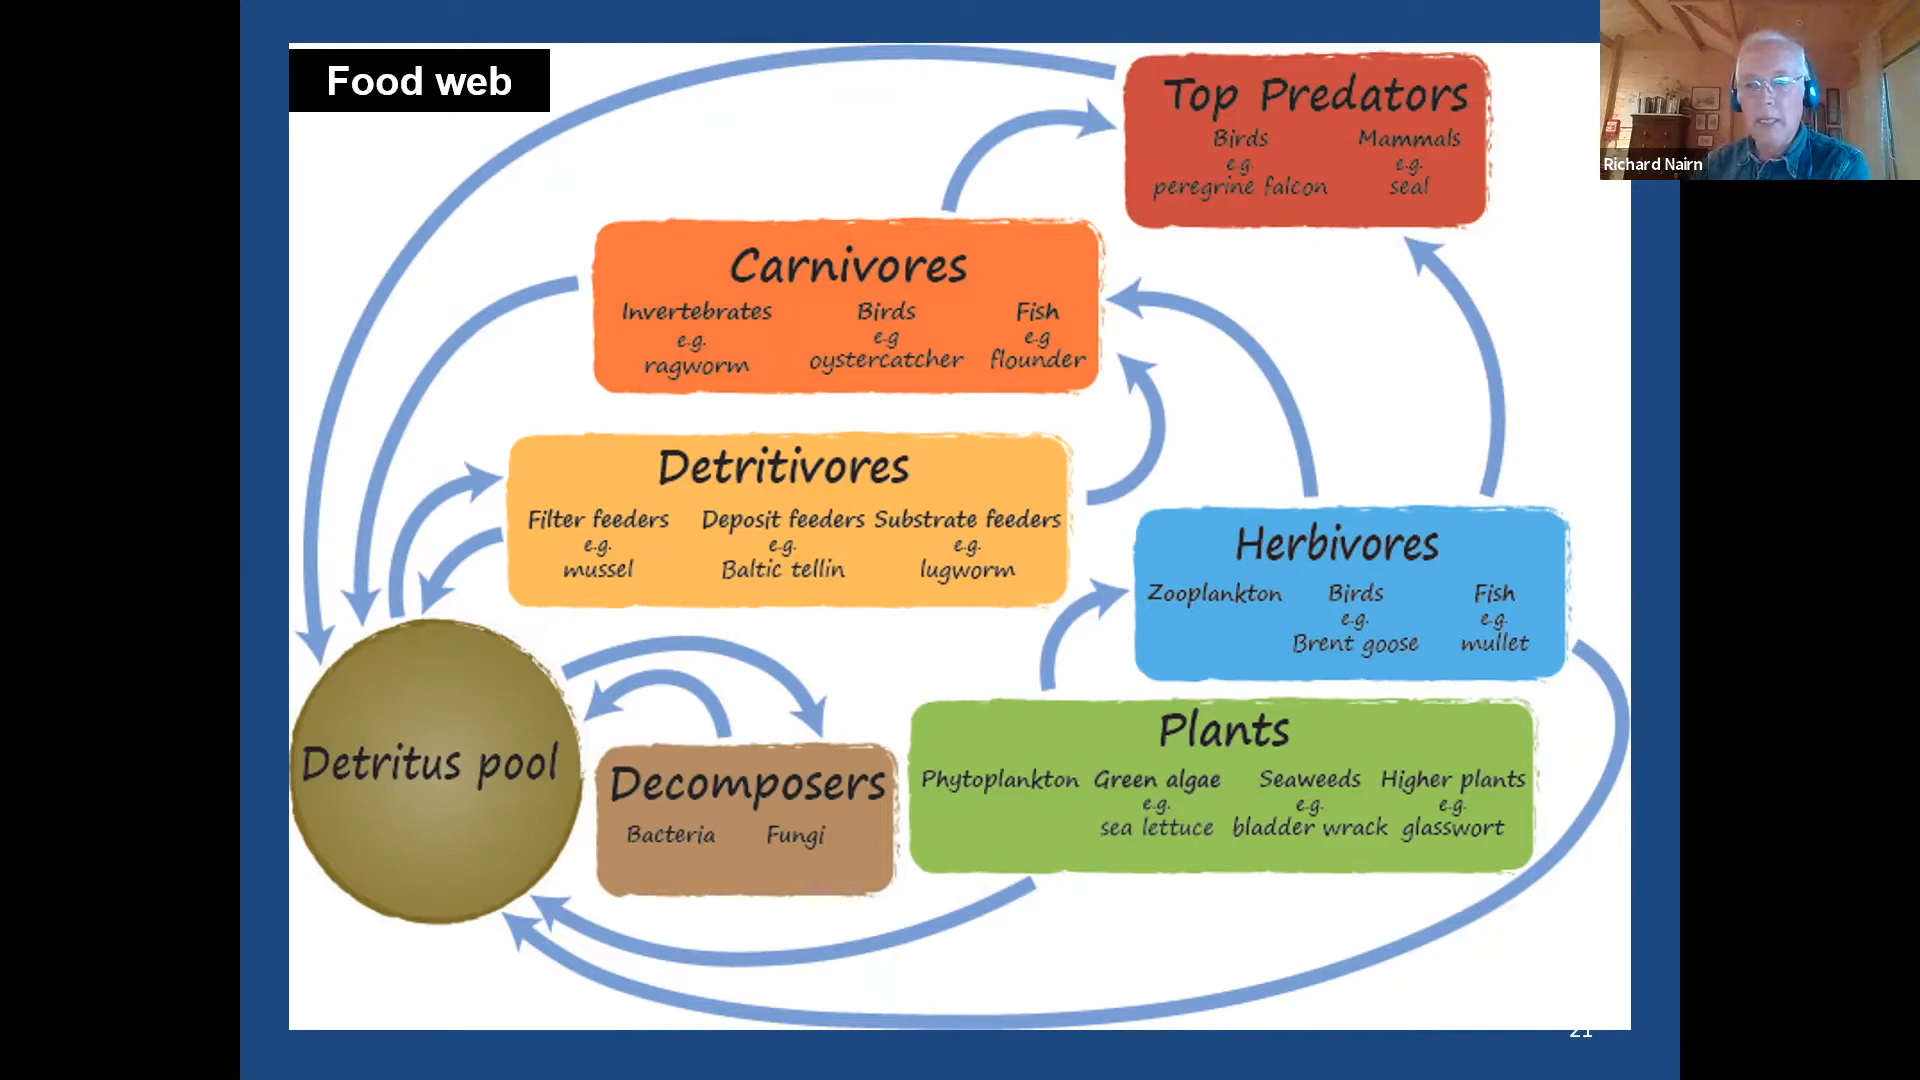 Food web
Top Predators
Birds Mammals
e.g. e.g.
peregrine falcon seal
Richard Nairn
Carnivores
Invertebrates Birds Fish
e.g. e.g e.g
ragworm oystercatcher flounder
Detritivores
Filter feeders Deposit feeders Substrate feeders
e.g. e.g. e.g.
mussel Baltic tellin lugworm
Herbivores
Zooplankton Birds Fish
e.g. e.g.
Brent goose mullet
Detritus pool
Decomposers
Bacteria Fungi
Plants
Phytoplankton Green algae Seaweeds Higher plants
e.g. e.g. e.g.
sea lettuce bladder wrack glasswort
21